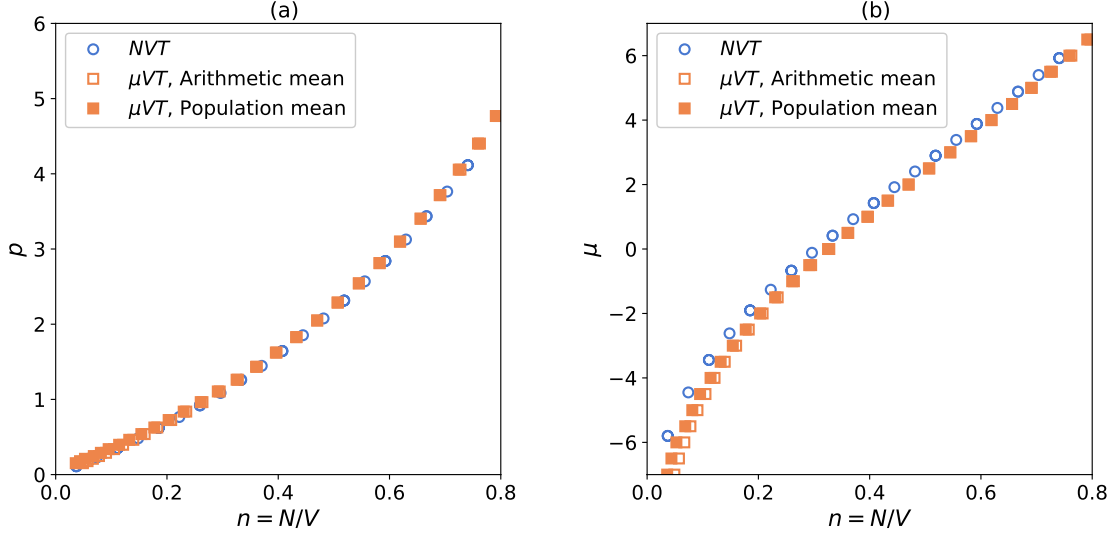 (a)
6
5
4
3
2
1
0
p
NVT
μVT, Arithmetic mean
μVT, Population mean
0.0 0.2 0.4 0.6 0.8
n = N/V
(b)
6
4
2
0
−2
−4
−6
μ
NVT
μVT, Arithmetic mean
μVT, Population mean
0.0 0.2 0.4 0.6 0.8
n = N/V